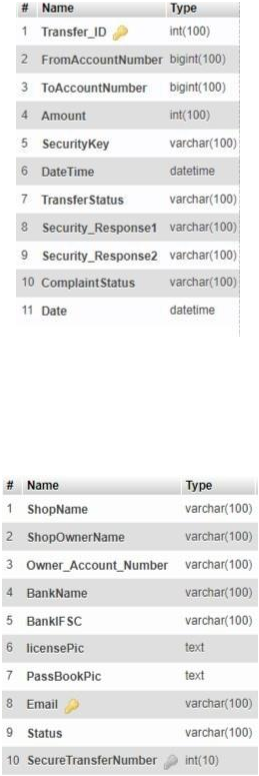 # Name Type
1 Transfer_ID int(100)
2 FromAccountNumber bigint(100)
3 ToAccountNumber bigint(100)
4 Amount int(100)
5 SecurityKey varchar(100)
6 DateTime datetime
7 TransferStatus varchar(100)
8 Security_Response1 varchar(100)
9 Security_Response2 varchar(100)
10 ComplaintStatus varchar(100)
11 Date datetime
# Name Type
1 ShopName varchar(100)
2 ShopOwnerName varchar(100)
3 Owner_Account_Number varchar(100)
4 BankName varchar(100)
5 BankIFSC varchar(100)
6 licensePic text
7 PassBookPic text
8 Email varchar(100)
9 Status varchar(100)
10 SecureTransferNumber int(10)